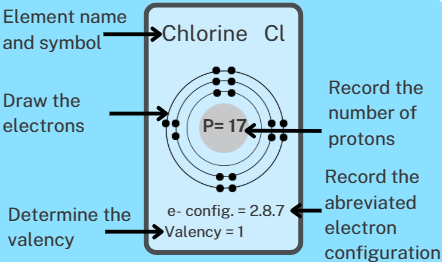 Element name
and symbol
Chlorine Cl
Draw the
electrons
P= 17
Record the
number of
protons
Record the
abreviated
electron
configuration
e- config. = 2.8.7
Determine the
valency
Valency = 1